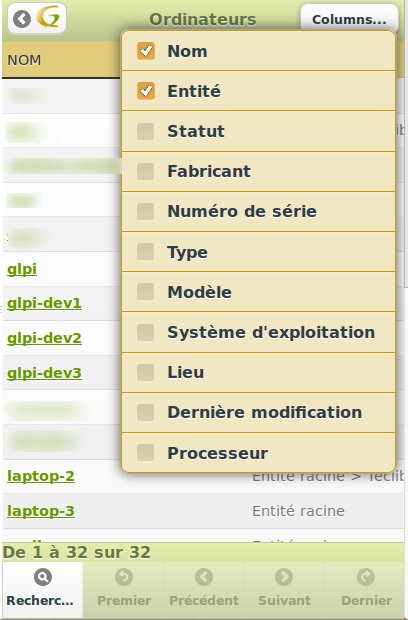 Ordinateurs
Columns...
NOM
Nom
Entité
Statut
Fabricant
Numéro de série
Type
Modèle
Système d'exploitation
Lieu
Dernière modification
Processeur
glpi
glpi-dev1
glpi-dev2
glpi-dev3
laptop-2
Entité racine >
laptop-3
Entité racine
De 1 à 32 sur 32
Recherc...
Premier
Précédent
Suivant
Dernier